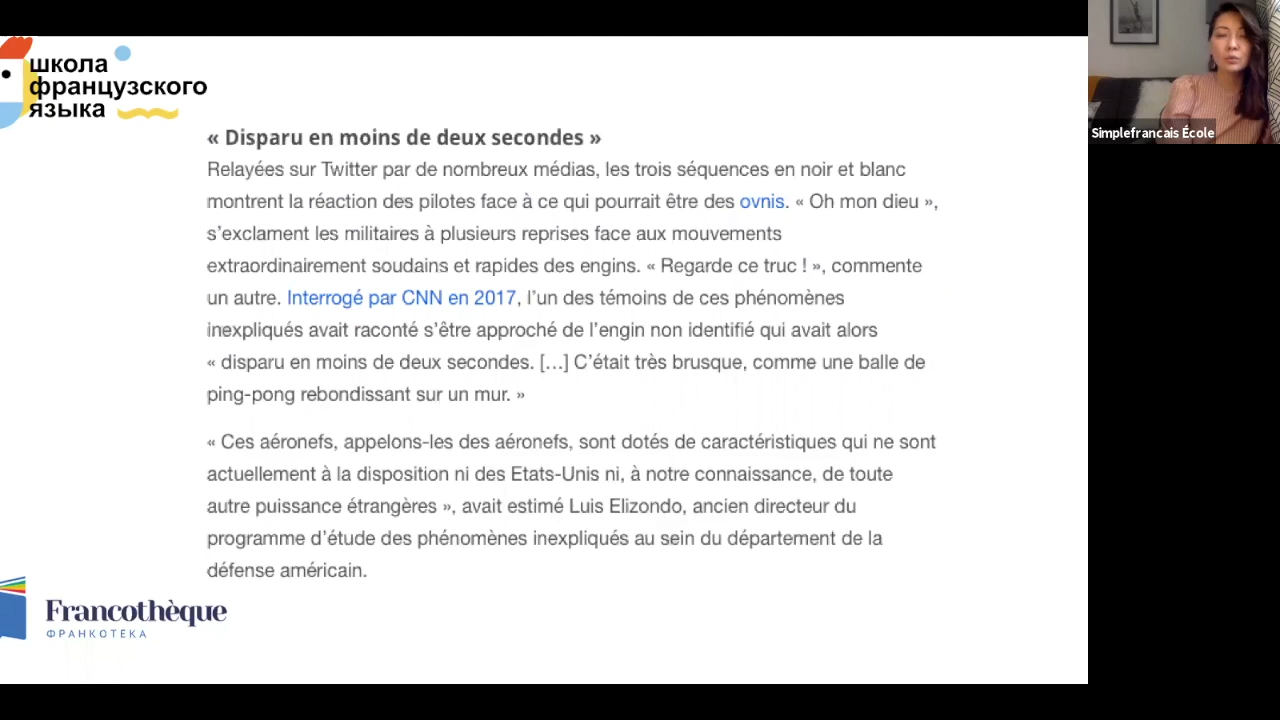 школа
французского
языка
Simplefrancais École
« Disparu en moins de deux secondes »
Relayées sur Twitter par de nombreux médias, les trois séquences en noir et blanc
montrent la réaction des pilotes face à ce qui pourrait être des ovnis. « Oh mon dieu »,
s’exclament les militaires à plusieurs reprises face aux mouvements
extraordinairement soudains et rapides des engins. « Regarde ce truc ! », commente
un autre. Interrogé par CNN en 2017, l’un des témoins de ces phénomènes
inexpliqués avait raconté s’être approché de l’engin non identifié qui avait alors
« disparu en moins de deux secondes. […] C’était très brusque, comme une balle de
ping-pong rebondissant sur un mur. »
« Ces aéronefs, appelons-les des aéronefs, sont dotés de caractéristiques qui ne sont
actuellement à la disposition ni des Etats-Unis ni, à notre connaissance, de toute
autre puissance étrangères », avait estimé Luis Elizondo, ancien directeur du
programme d’étude des phénomènes inexpliqués au sein du département de la
défense américain.
Francothèque
ФРАНКОТЕКА